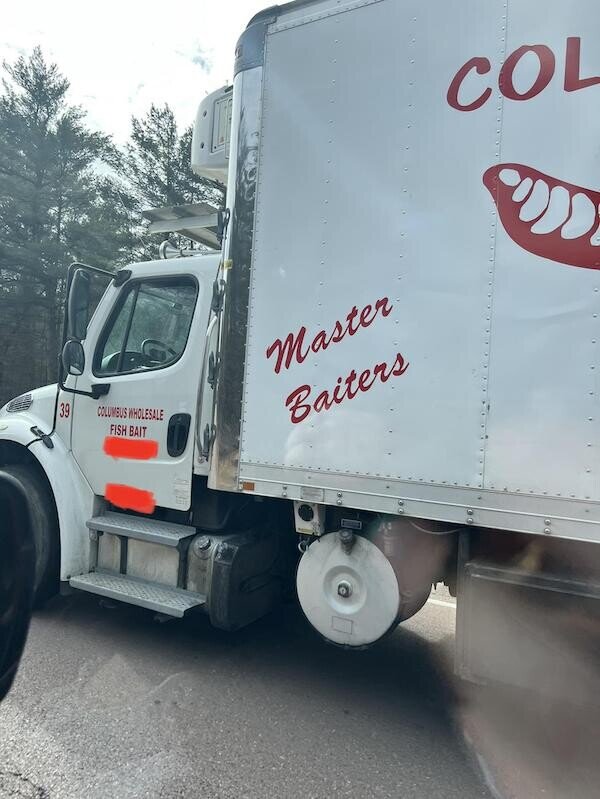 COL
Master
Baiters
39
COLUMBUS WHOLESALE
FISH BAIT